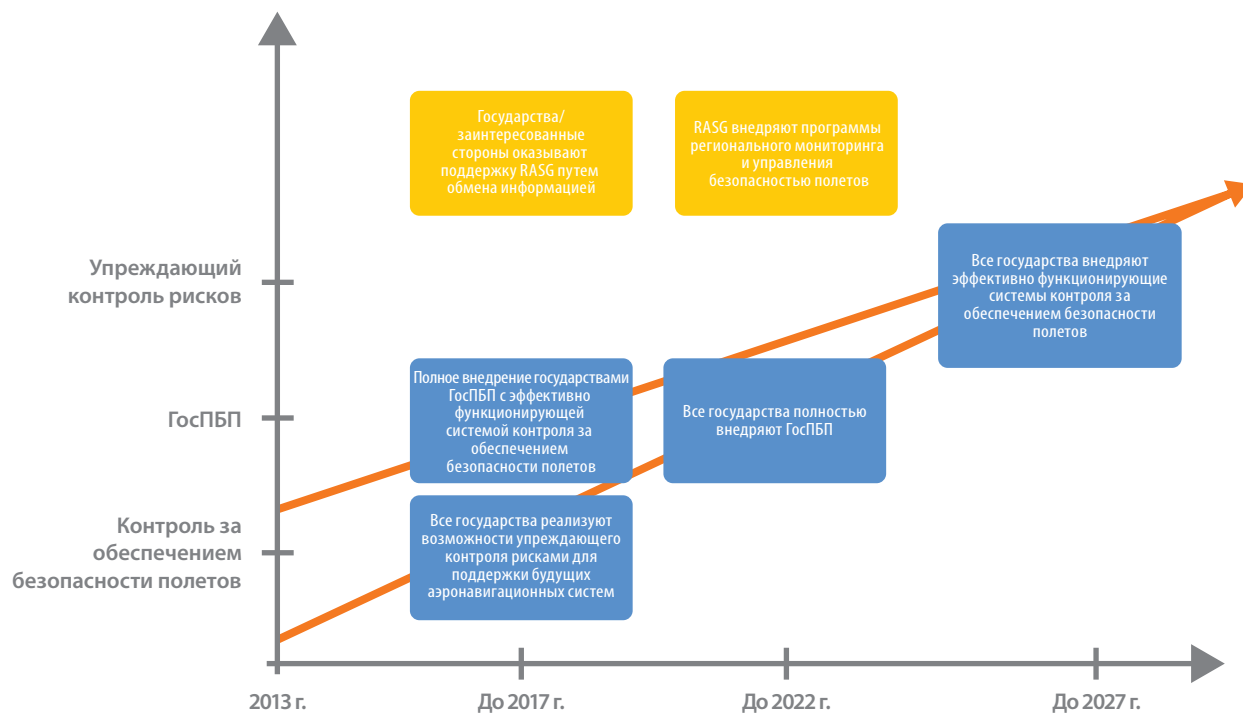 Государства/
заинтересованные
стороны оказывают
поддержку RASG путем
обмена информацией
RASG внедряют программы
регионального мониторинга
и управления
безопасностью полетов
Упреждающий
контроль рисков
Все государства внедряют
эффективно функционирующие
системы контроля за
обеспечением безопасности
полетов
ГосПБП
Полное внедрение государствами
ГосПБП с эффективно
функционирующей
системой контроля за
обеспечением
безопасности полетов
Все государства полностью
внедряют ГосПБП
Контроль за
обеспечением
безопасности полетов
Все государства реализуют
возможности упреждающего
контроля рисками для
поддержки будущих
аэронавигационных систем
2013 г.
До 2017 г.
До 2022 г.
До 2027 г.